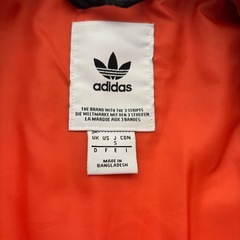 adidas
THE BRAND WITH THE 3 STRIPES
DIE WELTMARKE MIT DEN 3 STREIFEN
LA MARQUE AUX 3 BANDES
UK US J CDN
S
D F E I
MADE IN
BANGLADESH